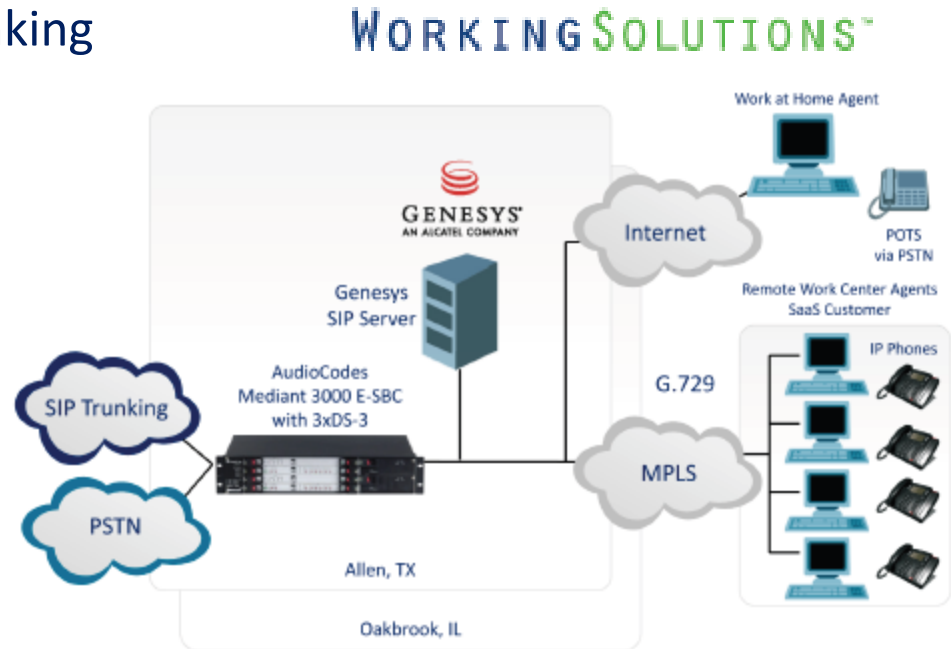 king
WORKINGSOLUTIONS™
Work at Home Agent
GENESYS
AN ALCATEL COMPANY
Internet
POTS
via PSTN
Genesys
SIP Server
Remote Work Center Agents
SaaS Customer
IP Phones
AudioCodes
Mediant 3000 E-SBC
with 3xDS-3
G.729
SIP Trunking
MPLS
PSTN
Allen, TX
Oakbrook, IL